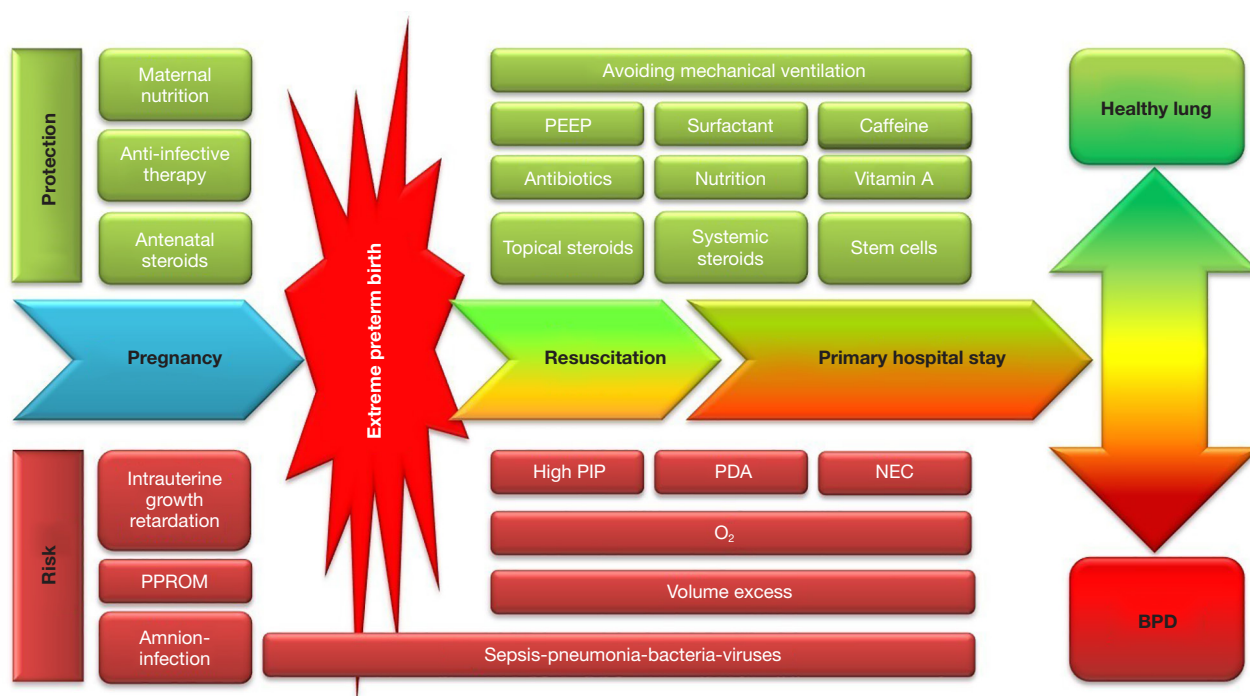 Protection
Maternal
nutrition
Anti-infective
therapy
Antenatal
steroids
Avoiding mechanical ventilation
PEEP
Surfactant
Caffeine
Antibiotics
Nutrition
Vitamin A
Topical steroids
Systemic
steroids
Stem cells
Healthy lung
Pregnancy
Extreme preterm birth
Resuscitation
Primary hospital stay
Risk
Intrauterine
growth
retardation
PPROM
Amnion-
infection
High PIP
PDA
NEC
O₂
Volume excess
Sepsis-pneumonia-bacteria-viruses
BPD